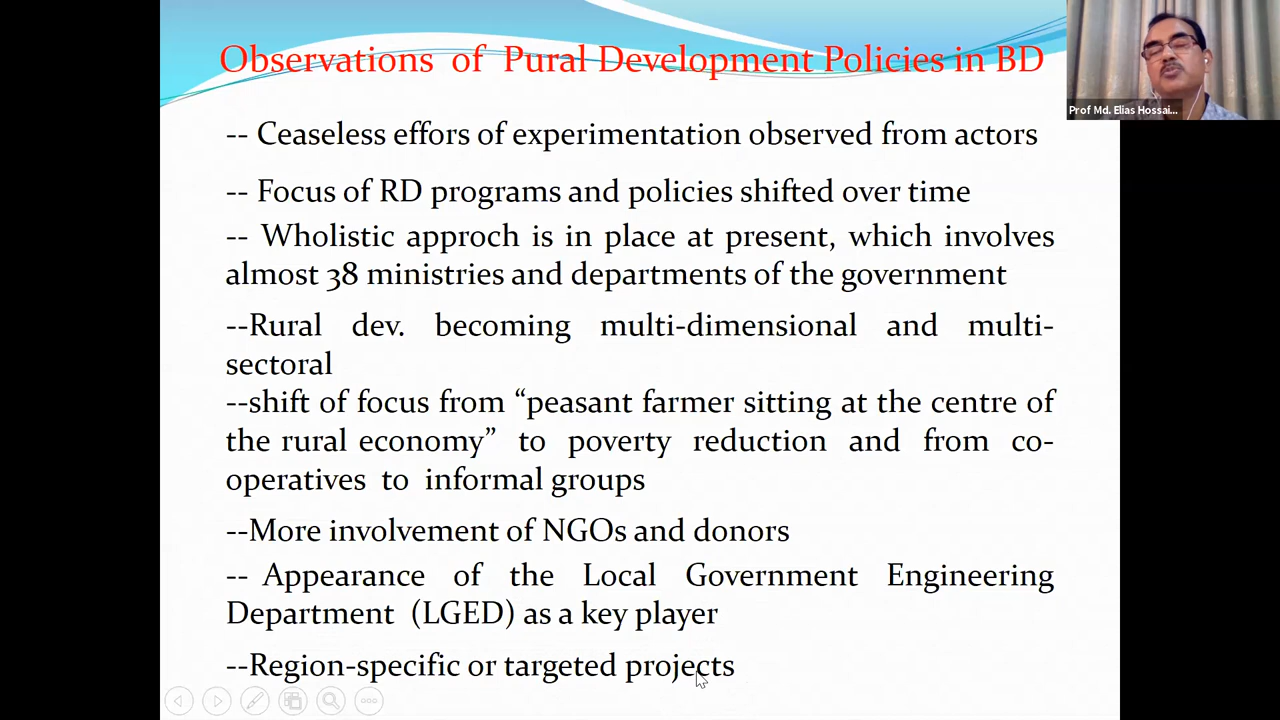 Observations of Pural Development Policies in BD
Prof Md. Elias Hossai...
-- Ceaseless effors of experimentation observed from actors
-- Focus of RD programs and policies shifted over time
-- Wholistic approch is in place at present, which involves
almost 38 ministries and departments of the government
--Rural dev. becoming multi-dimensional and multi-
sectoral
--shift of focus from “peasant farmer sitting at the centre of
the rural economy” to poverty reduction and from co-
operatives to informal groups
--More involvement of NGOs and donors
-- Appearance of the Local Government Engineering
Department (LGED) as a key player
--Region-specific or targeted projects